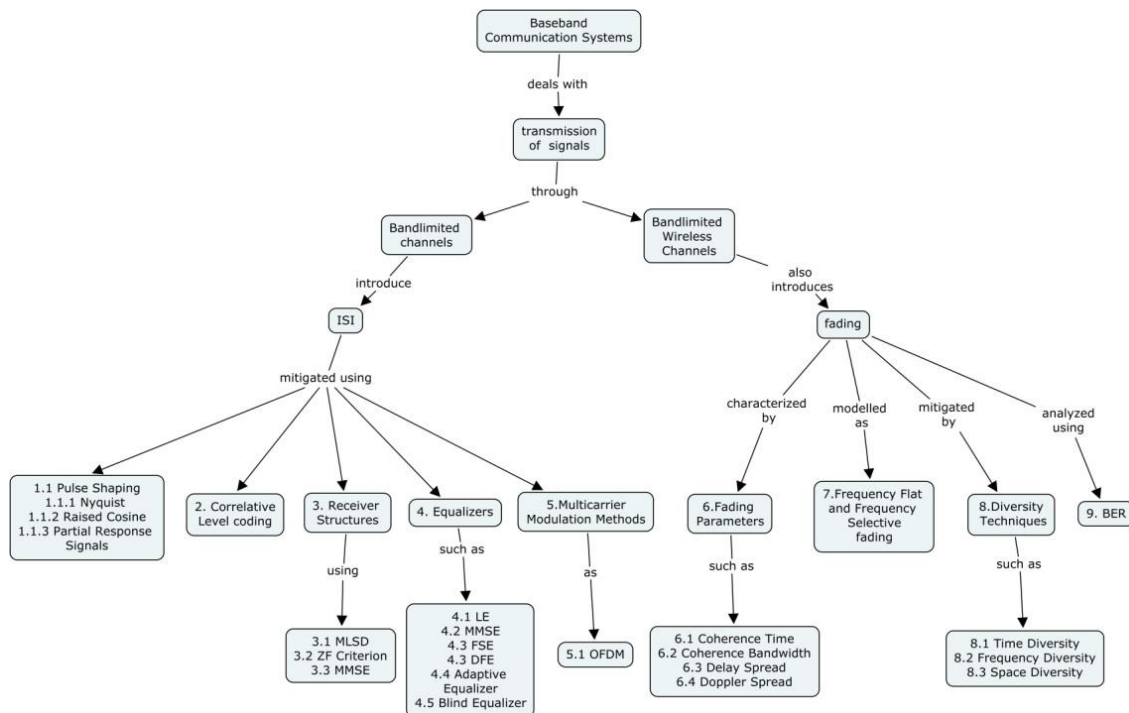 Baseband
Communication Systems
deals with
transmission
of signals
through
Bandlimited
channels
Bandlimited
Wireless
Channels
introduce
also
introduces
ISI
fading
mitigated using
characterized
by
modelled
as
mitigated
by
analyzed
using
1.1 Pulse Shaping
1.1.1 Nyquist
1.1.2 Raised Cosine
1.1.3 Partial Response
Signals
2. Correlative
Level coding
3. Receiver
Structures
4. Equalizers
5.Multicarrier
Modulation Methods
6.Fading
Parameters
7.Frequency Flat
and Frequency
Selective
fading
8.Diversity
Techniques
9. BER
using
such as
as
such as
such as
3.1 MLSD
3.2 ZF Criterion
3.3 MMSE
4.1 LE
4.2 MMSE
4.3 FSE
4.3 DFE
4.4 Adaptive
Equalizer
4.5 Blind Equalizer
5.1 OFDM
6.1 Coherence Time
6.2 Coherence Bandwidth
6.3 Delay Spread
6.4 Doppler Spread
8.1 Time Diversity
8.2 Frequency Diversity
8.3 Space Diversity